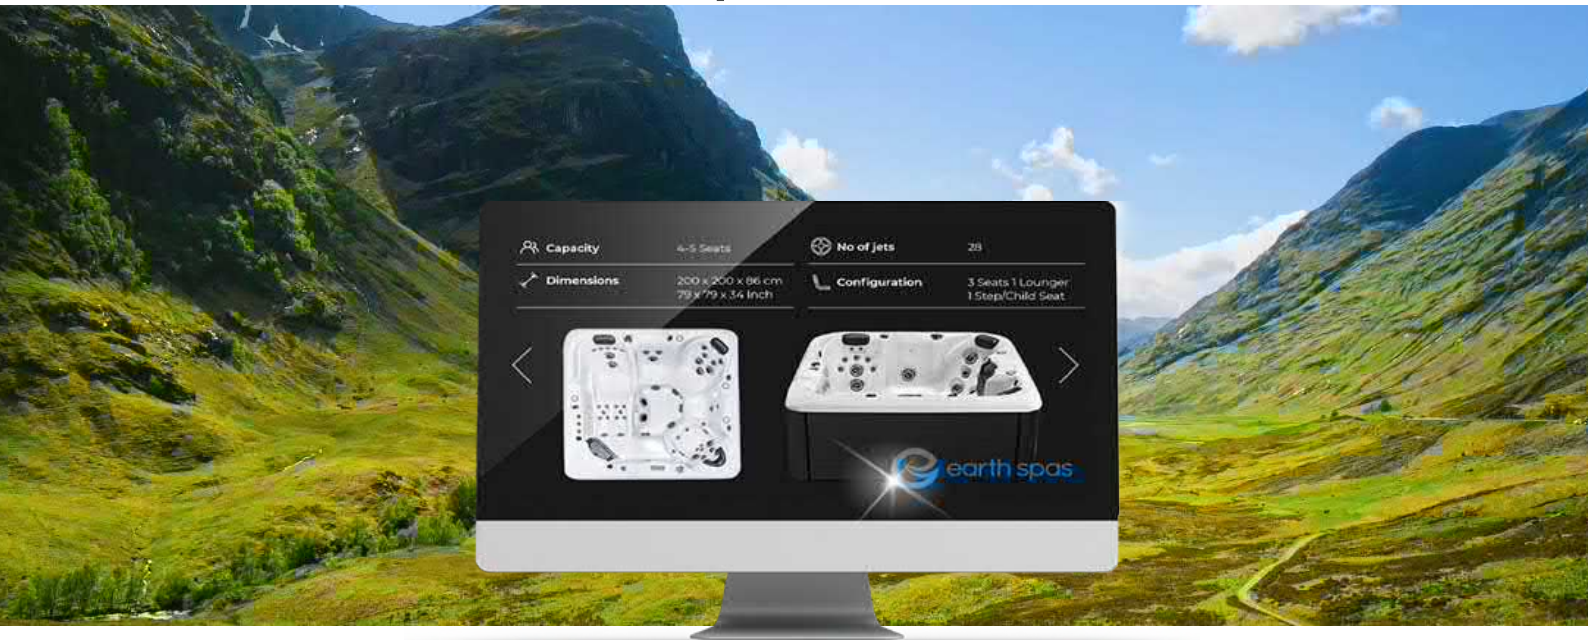 Capacity 4-5 Seats
No of jets 28
Dimensions 200 x 200 x 86 cm
79 x 79 x 34 Inch
Configuration 3 Seats 1 Lounger
1 Step/Child Seat
earth spas